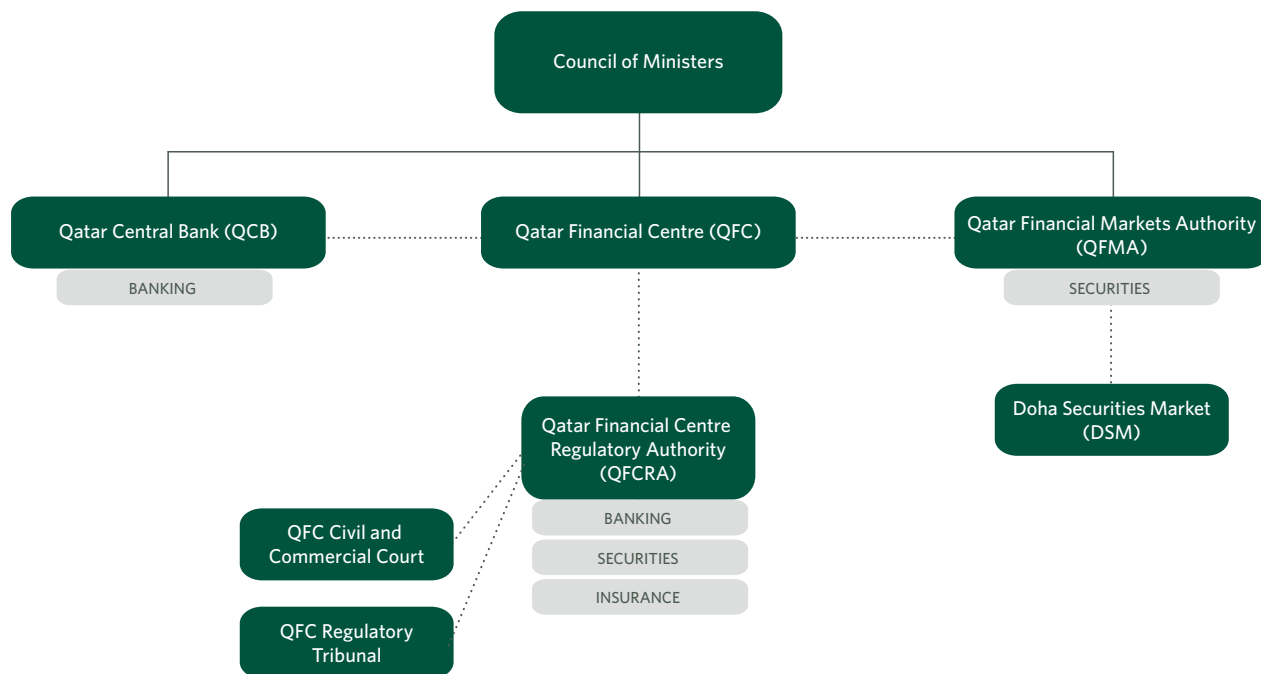 Council of Ministers
Qatar Central Bank (QCB)
BANKING
Qatar Financial Centre (QFC)
Qatar Financial Markets Authority
(QFMA)
SECURITIES
Doha Securities Market
(DSM)
Qatar Financial Centre
Regulatory Authority
(QFCRA)
BANKING
SECURITIES
INSURANCE
QFC Civil and
Commercial Court
QFC Regulatory
Tribunal